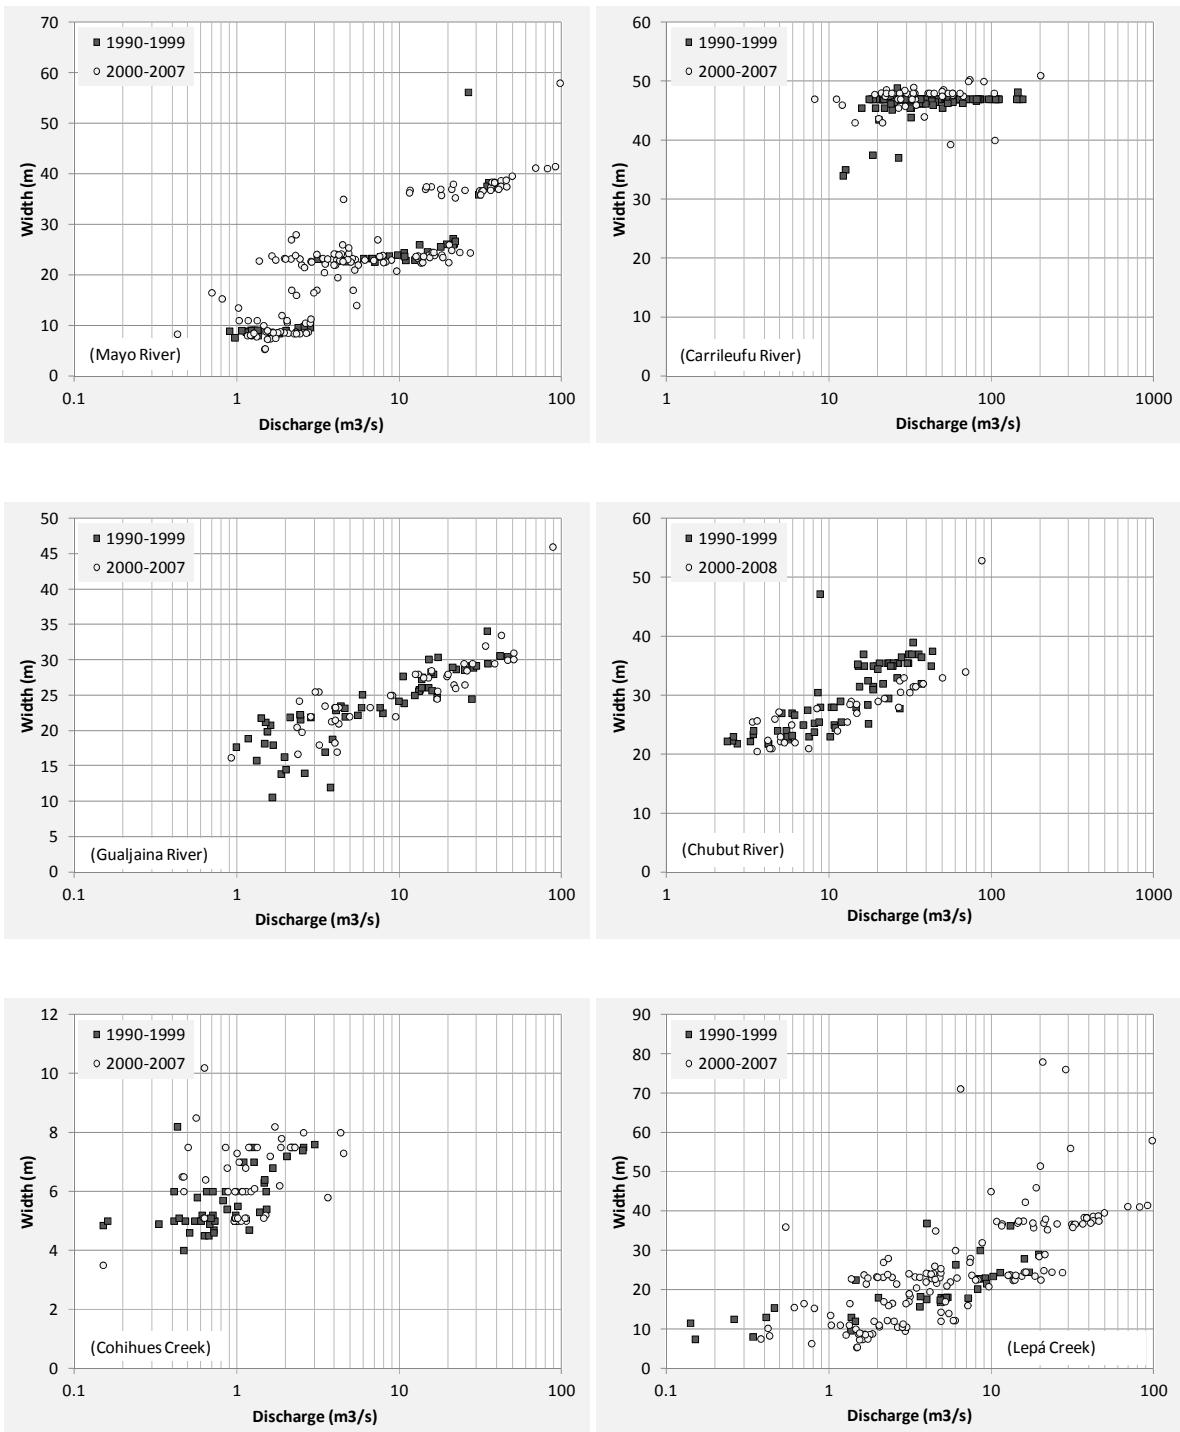 70
60
50
40
30
20
10
0
Width (m)
1990-1999
2000-2007
(Mayo River)
0.1 1 10 100
Discharge (m3/s)
60
50
40
30
20
10
0
Width (m)
1990-1999
2000-2007
(Carrileufu River)
1 10 100 1000
Discharge (m3/s)
50
45
40
35
30
25
20
15
10
5
0
Width (m)
1990-1999
2000-2007
(Gualjaina River)
0.1 1 10 100
Discharge (m3/s)
60
50
40
30
20
10
0
Width (m)
1990-1999
2000-2008
(Chubut River)
1 10 100 1000
Discharge (m3/s)
12
10
8
6
4
2
0
Width (m)
1990-1999
2000-2007
(Cohihues Creek)
0.1 1 10 100
Discharge (m3/s)
90
80
70
60
50
40
30
20
10
0
Width (m)
1990-1999
2000-2007
(Lepá Creek)
0.1 1 10 100
Discharge (m3/s)